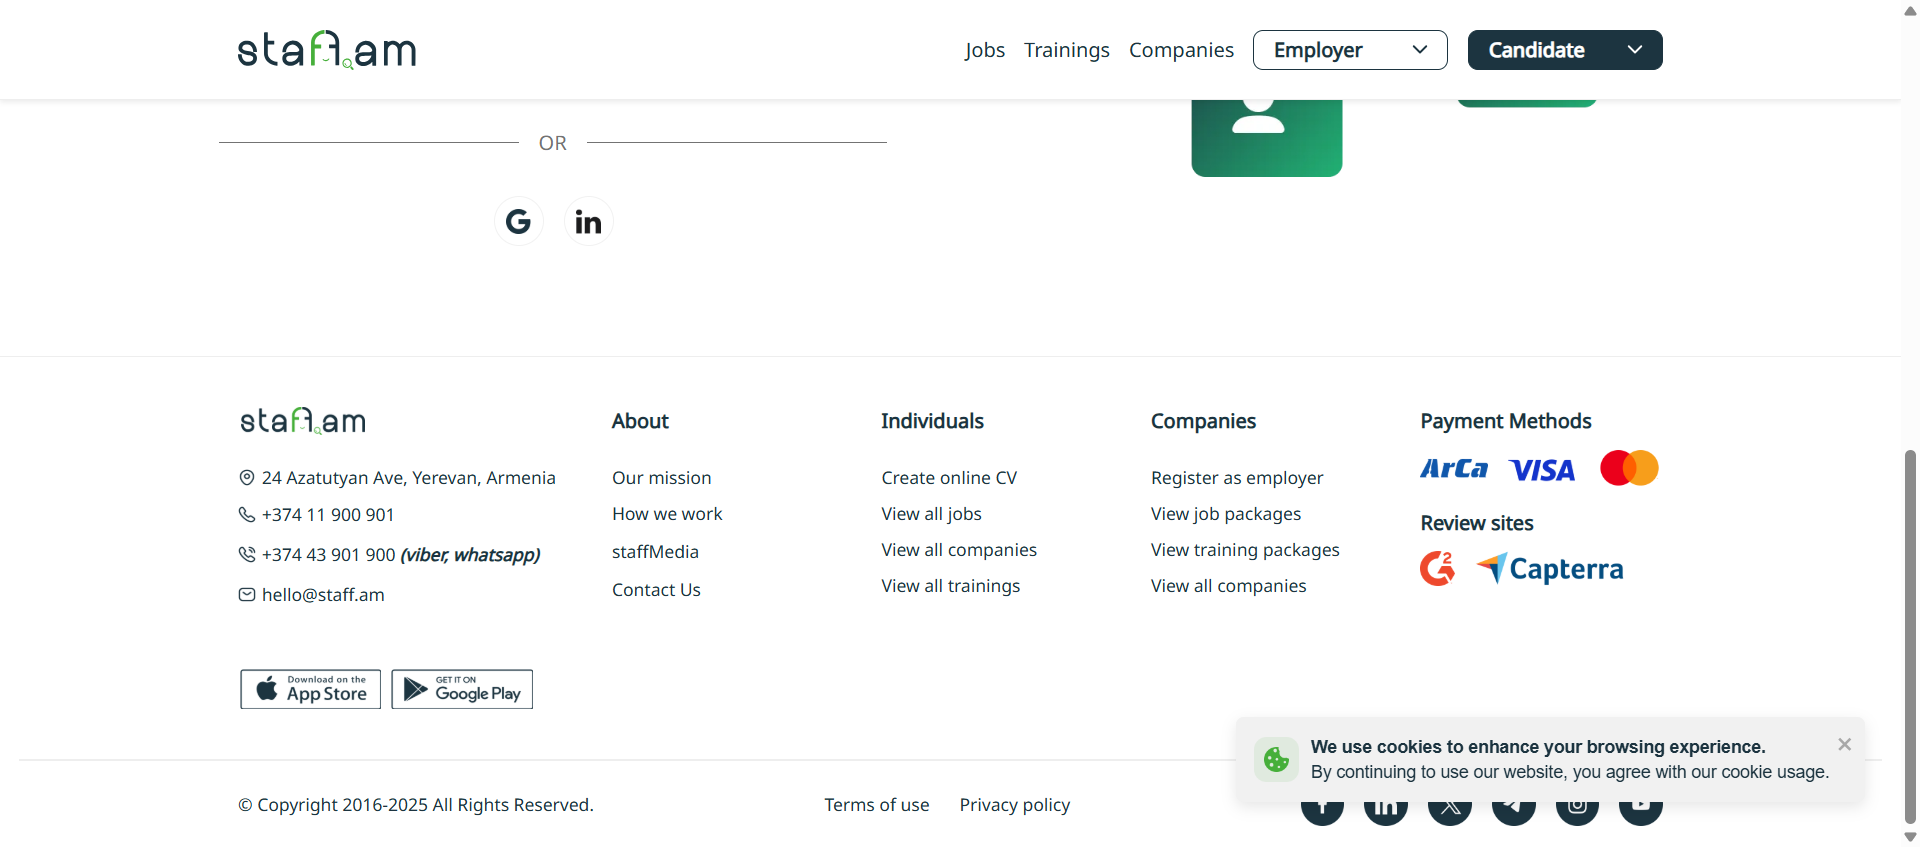 staff.am
Jobs Trainings Companies Employer Candidate
OR
G in
staff.am
24 Azatutyan Ave, Yerevan, Armenia
+374 11 900 901
+374 43 901 900 (viber, whatsapp)
hello@staff.am
About
Our mission
How we work
staffMedia
Contact Us
Individuals
Create online CV
View all jobs
View all companies
View all trainings
Companies
Register as employer
View job packages
View training packages
View all companies
Payment Methods
ArCa VISA
Review sites
G2 Capterra
Download on the
App Store
GET IT ON
Google Play
We use cookies to enhance your browsing experience.
By continuing to use our website, you agree with our cookie usage.
© Copyright 2016-2025 All Rights Reserved.
Terms of use Privacy policy